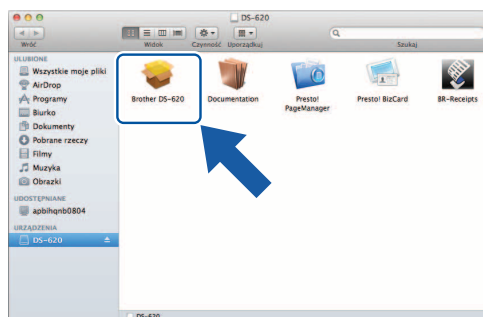 DS-620
Wróć
Widok
Czynność
Uporządkuj
Szukaj
ULUBIONE
Wszystkie moje pliki
AirDrop
Programy
Biurko
Dokumenty
Pobrane rzeczy
Filmy
Muzyka
Obrazki
UDOSTĘPNIANE
apbihqnb0804
URZĄDZENIA
DS-620
Brother DS-620
Documentation
Presto!
PageManager
Presto! BizCard
BR-Receipts
DS-620